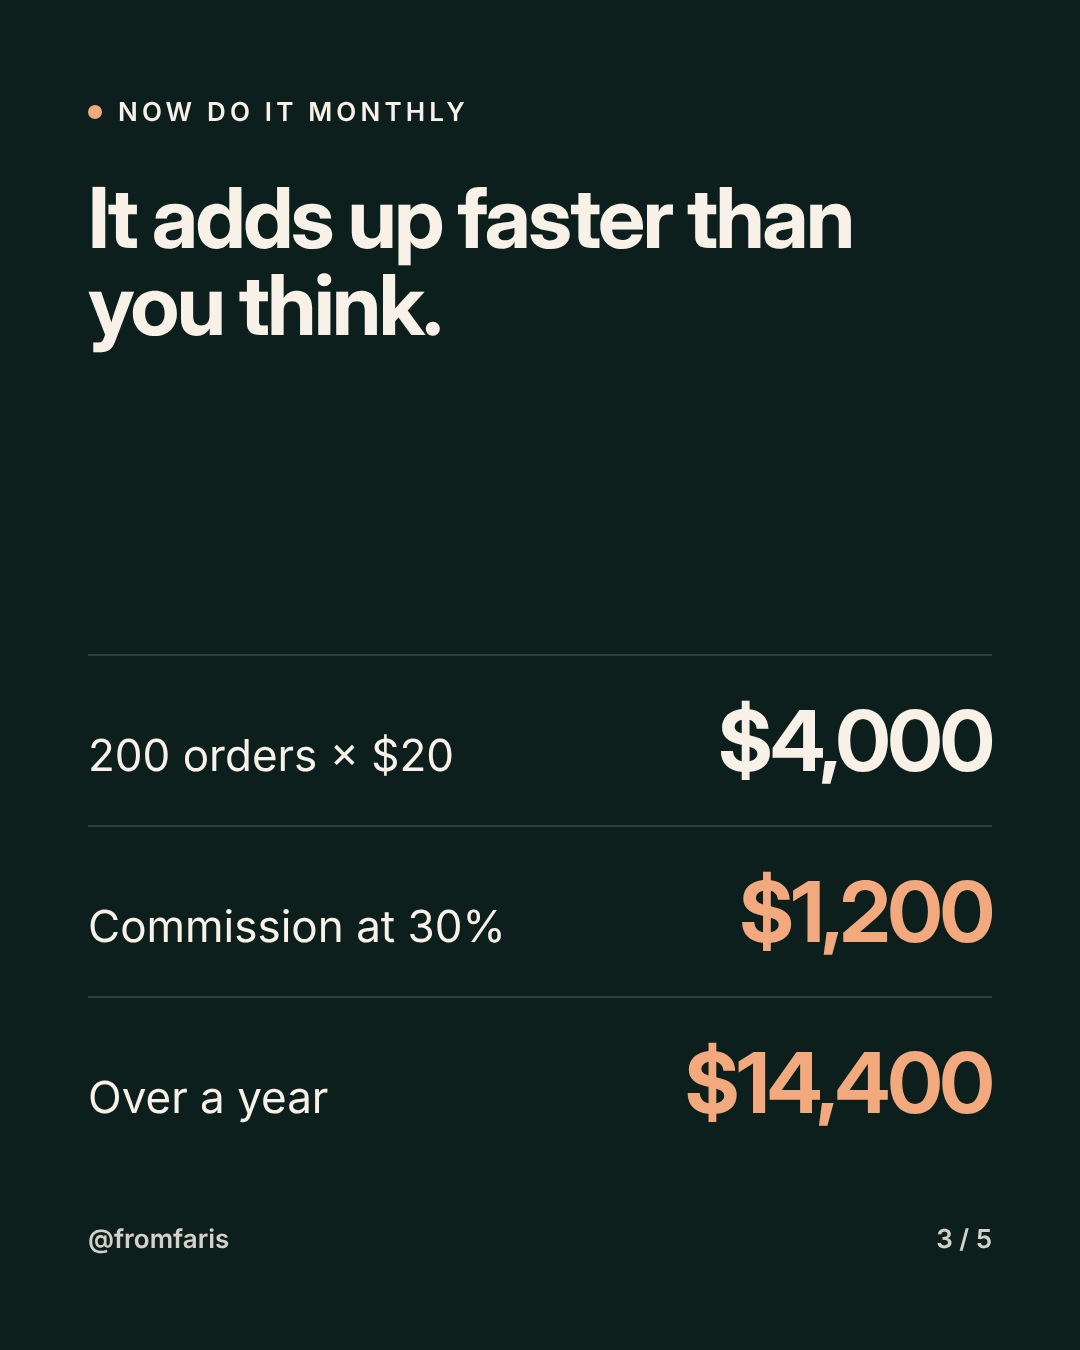 NOW DO IT MONTHLY
It adds up faster than
you think.
200 orders × $20 $4,000
Commission at 30% $1,200
Over a year $14,400
@fromfaris 3 / 5